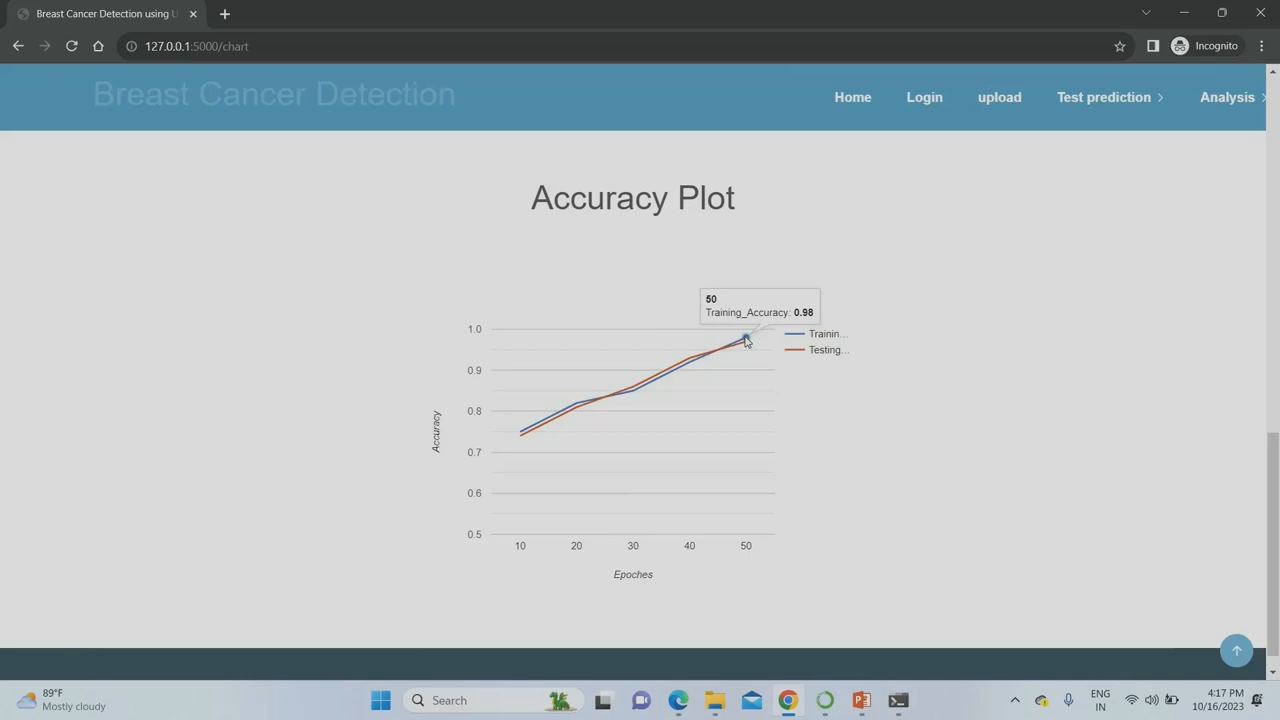 Breast Cancer Detection using U
127.0.0.1:5000/chart
Incognito
Breast Cancer Detection
Home
Login
upload
Test prediction
Analysis
Accuracy Plot
50
Training_Accuracy: 0.98
1.0
0.9
0.8
0.7
0.6
0.5
Accuracy
Trainin...
Testing...
10 20 30 40 50
Epoches
89°F
Mostly cloudy
Search
ENG
IN
4:17 PM
10/16/2023